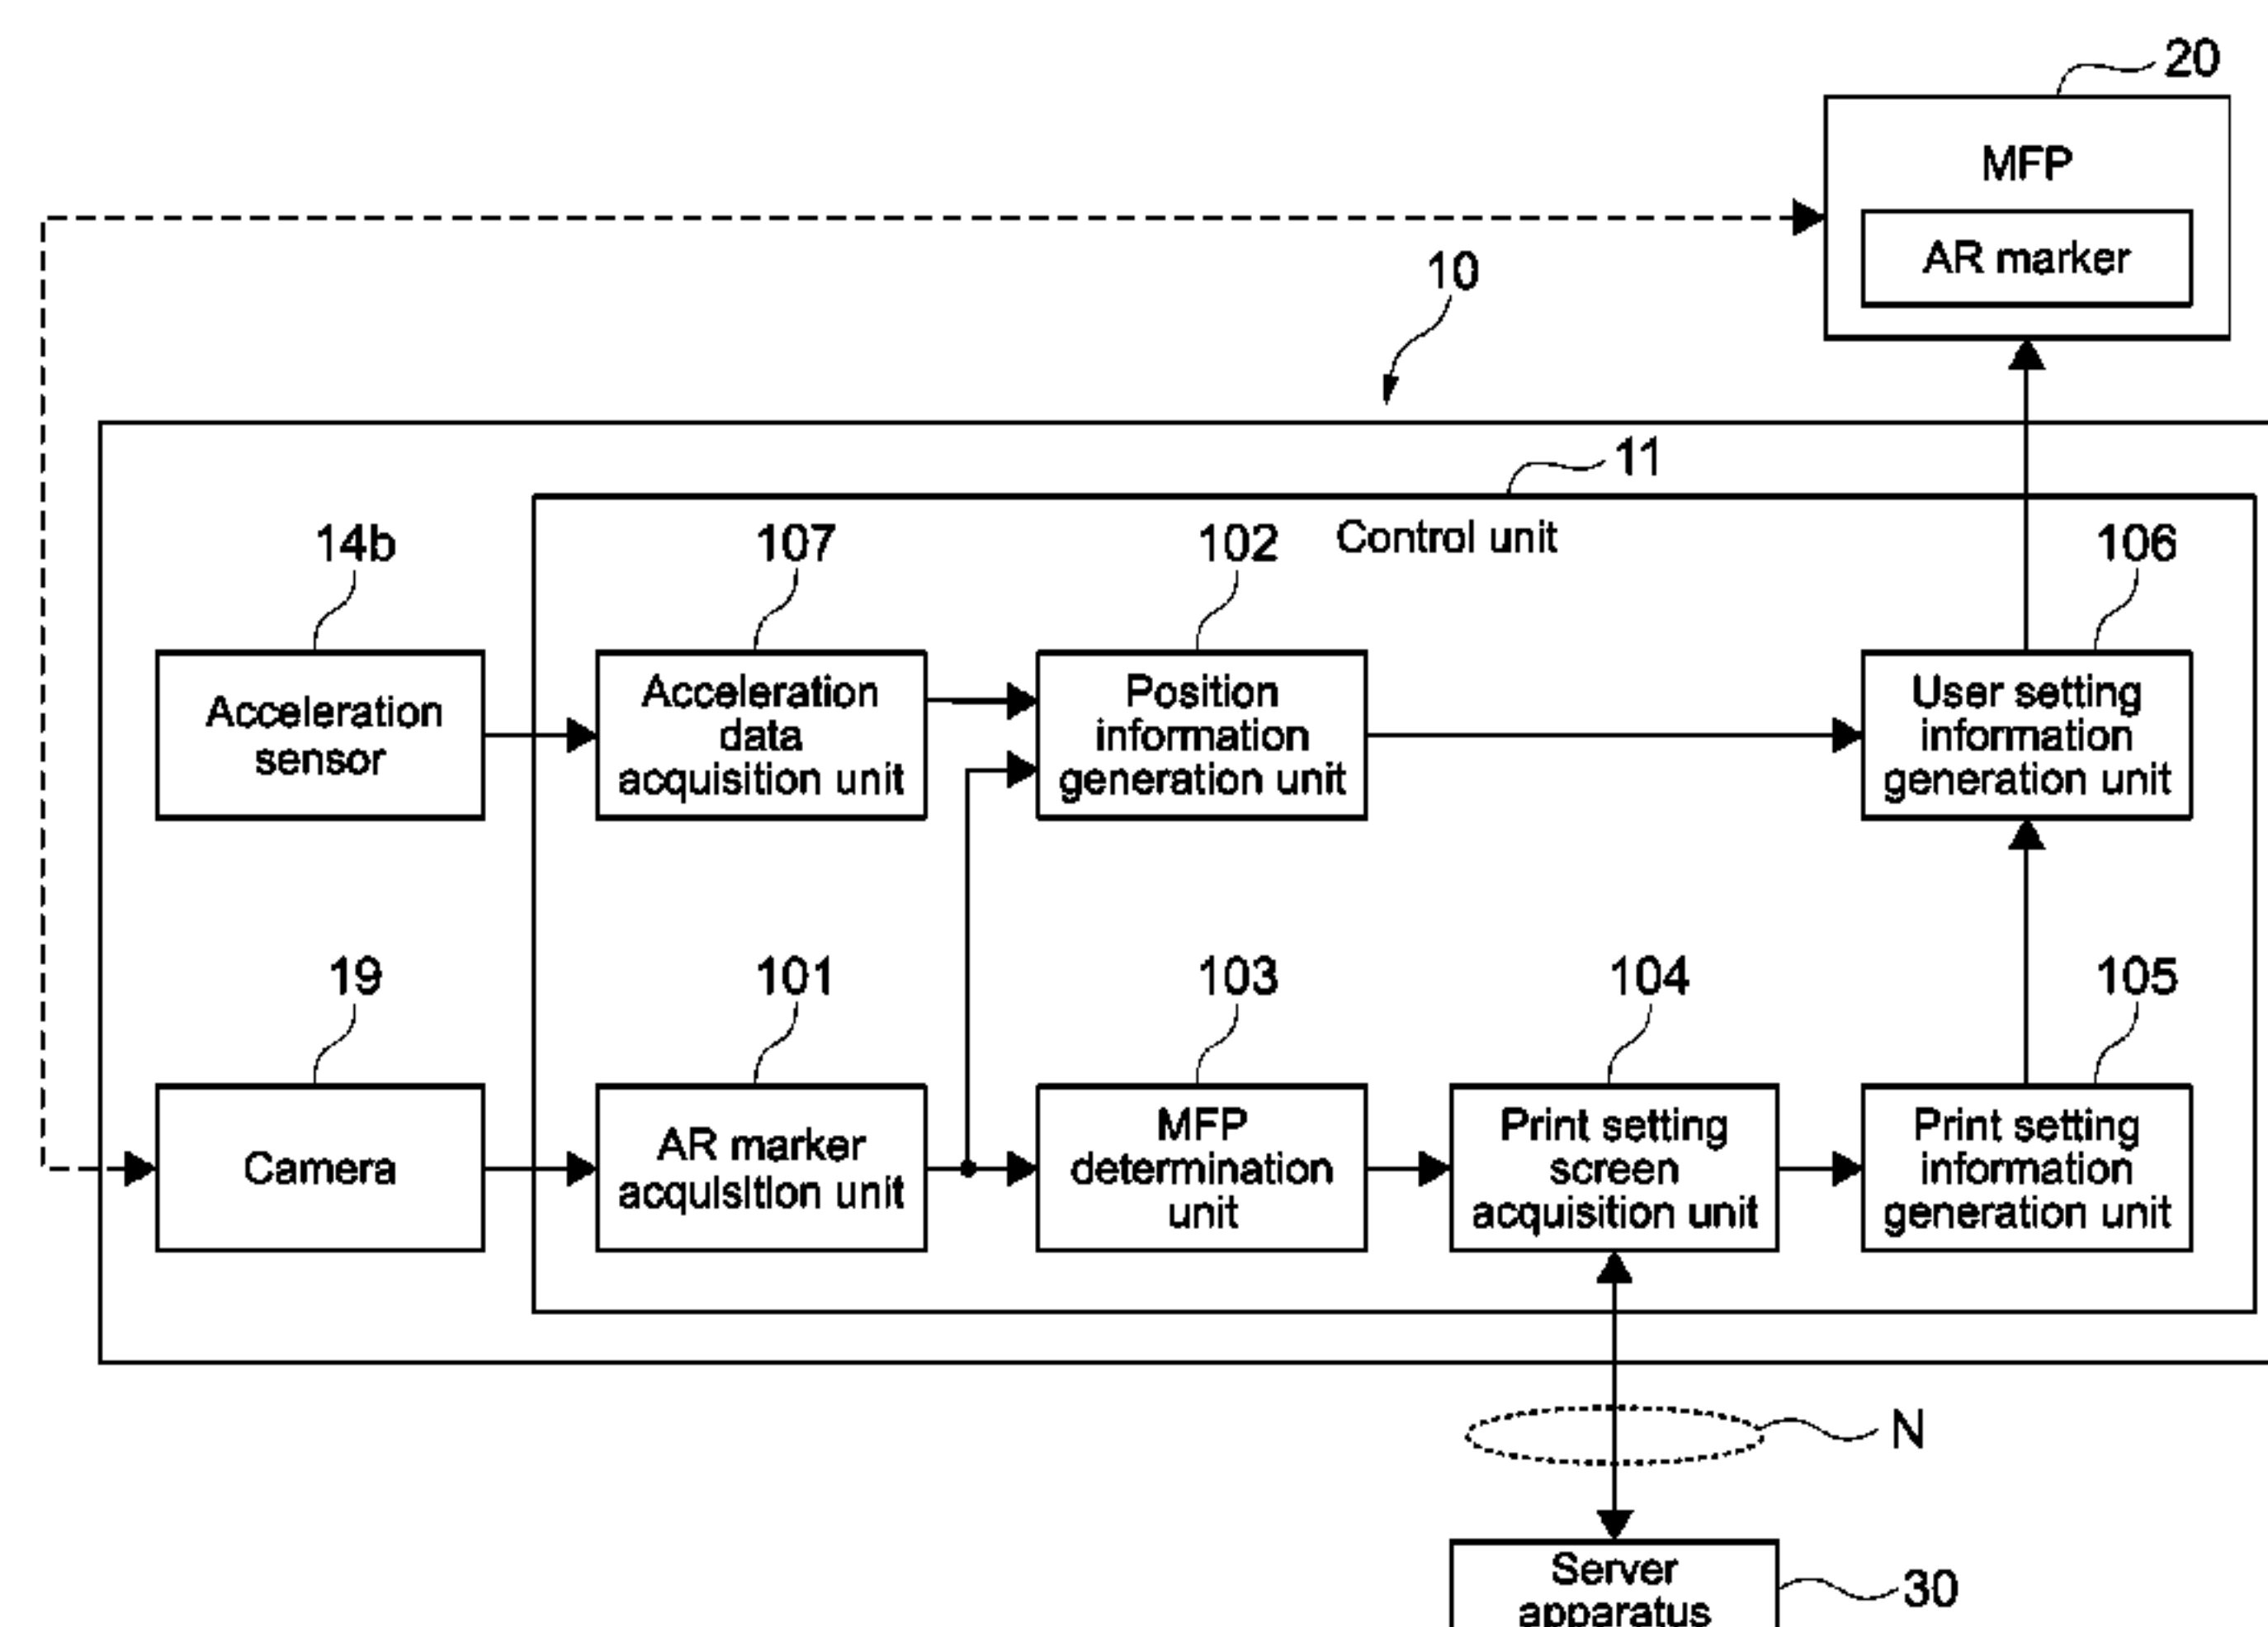 20
MFP
AR marker
10
11
Control unit
14b
107
102
106
Acceleration
sensor
Acceleration
data
acquisition unit
Position
information
generation unit
User setting
information
generation unit
19
101
103
104
105
Camera
AR marker
acquisition unit
MFP
determination
unit
Print setting
screen
acquisition unit
Print setting
information
generation unit
N
Server
apparatus
30